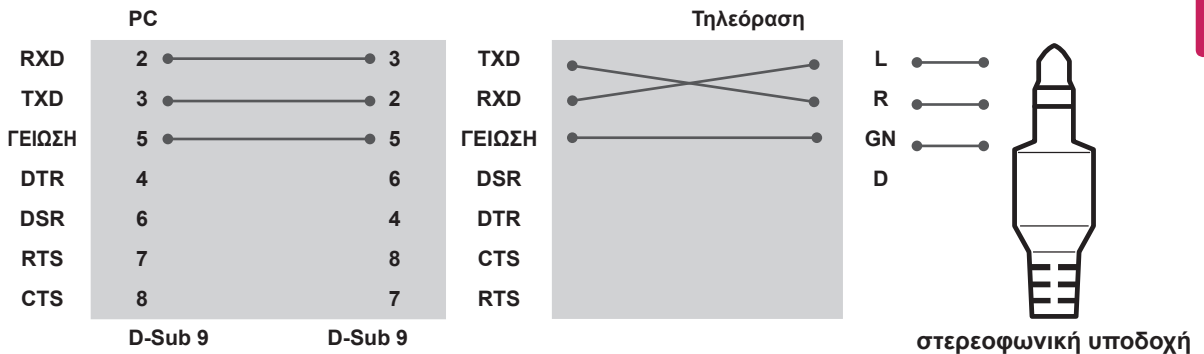 PC Τηλεόραση
RXD 2 3 TXD L
TXD 3 2 RXD R
ΓΕΙΩΣΗ 5 5 ΓΕΙΩΣΗ GN
DTR 4 6 DSR D
DSR 6 4 DTR
RTS 7 8 CTS
CTS 8 7 RTS
D-Sub 9 D-Sub 9 στερεοφωνική υποδοχή